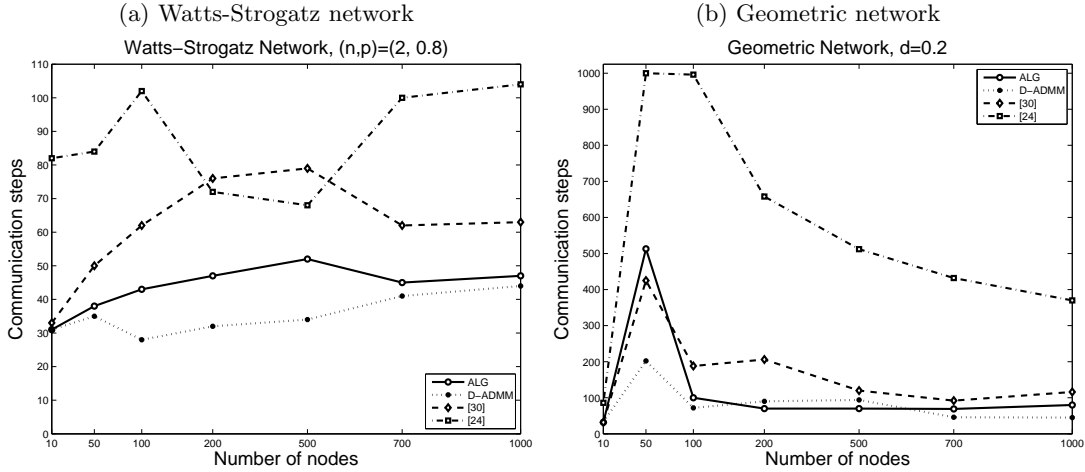 (a) Watts-Strogatz network
Watts−Strogatz Network, (n,p)=(2, 0.8)
Communication steps
120
110
100
90
80
70
60
50
40
30
20
10
0
10 50 100 200 500 700 1000
Number of nodes
ALG
D−ADMM
[30]
[24]
(b) Geometric network
Geometric Network, d=0.2
Communication steps
1000
900
800
700
600
500
400
300
200
100
0
10 50 100 200 500 700 1000
Number of nodes
ALG
D−ADMM
[30]
[24]